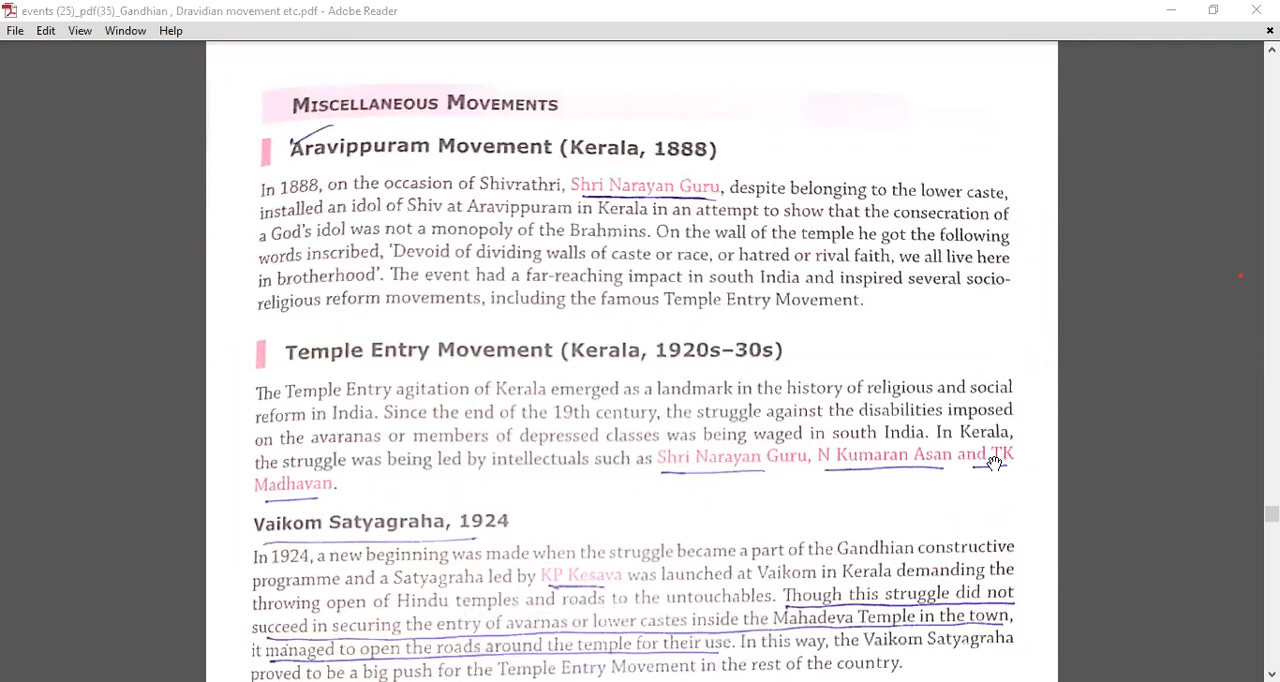 events (25)_pdf(35)_Gandhian , Dravidian movement etc.pdf - Adobe Reader
File Edit View Window Help
MISCELLANEOUS MOVEMENTS
Aravippuram Movement (Kerala, 1888)
In 1888, on the occasion of Shivrathri, Shri Narayan Guru, despite belonging to the lower caste,
installed an idol of Shiv at Aravippuram in Kerala in an attempt to show that the consecration of
a God's idol was not a monopoly of the Brahmins. On the wall of the temple he got the following
words inscribed, 'Devoid of dividing walls of caste or race, or hatred or rival faith, we all live here
in brotherhood'. The event had a far-reaching impact in south India and inspired several socio-
religious reform movements, including the famous Temple Entry Movement.
Temple Entry Movement (Kerala, 1920s–30s)
The Temple Entry agitation of Kerala emerged as a landmark in the history of religious and social
reform in India. Since the end of the 19th century, the struggle against the disabilities imposed
on the avaranas or members of depressed classes was being waged in south India. In Kerala,
the struggle was being led by intellectuals such as Shri Narayan Guru, N Kumaran Asan and TK
Madhavan.
Vaikom Satyagraha, 1924
In 1924, a new beginning was made when the struggle became a part of the Gandhian constructive
programme and a Satyagraha led by KP Kesava was launched at Vaikom in Kerala demanding the
throwing open of Hindu temples and roads to the untouchables. Though this struggle did not
succeed in securing the entry of avarnas or lower castes inside the Mahadeva Temple in the town,
it managed to open the roads around the temple for their use. In this way, the Vaikom Satyagraha
proved to be a big push for the Temple Entry Movement in the rest of the country.